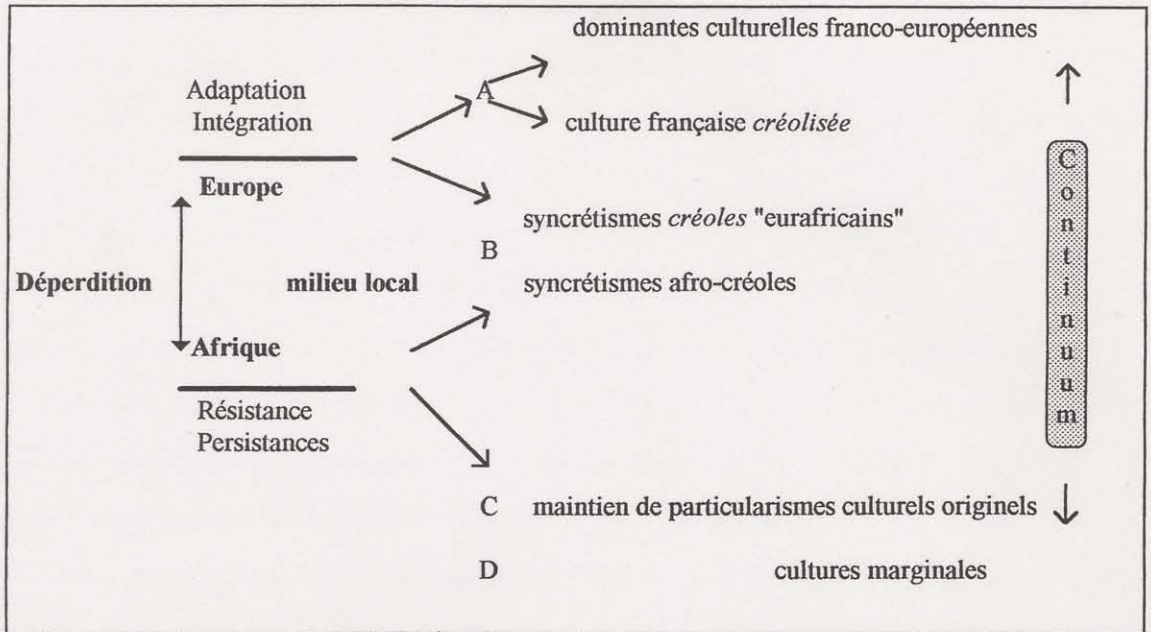 dominantes culturelles franco-européennes
Adaptation
Intégration
A
culture française créolisée
Europe
syncrétismes créoles "eurafricains"
B
Déperdition
milieu local
syncrétismes afro-créoles
Afrique
Résistance
Persistances
C maintien de particularismes culturels originels
D cultures marginales
Continuum